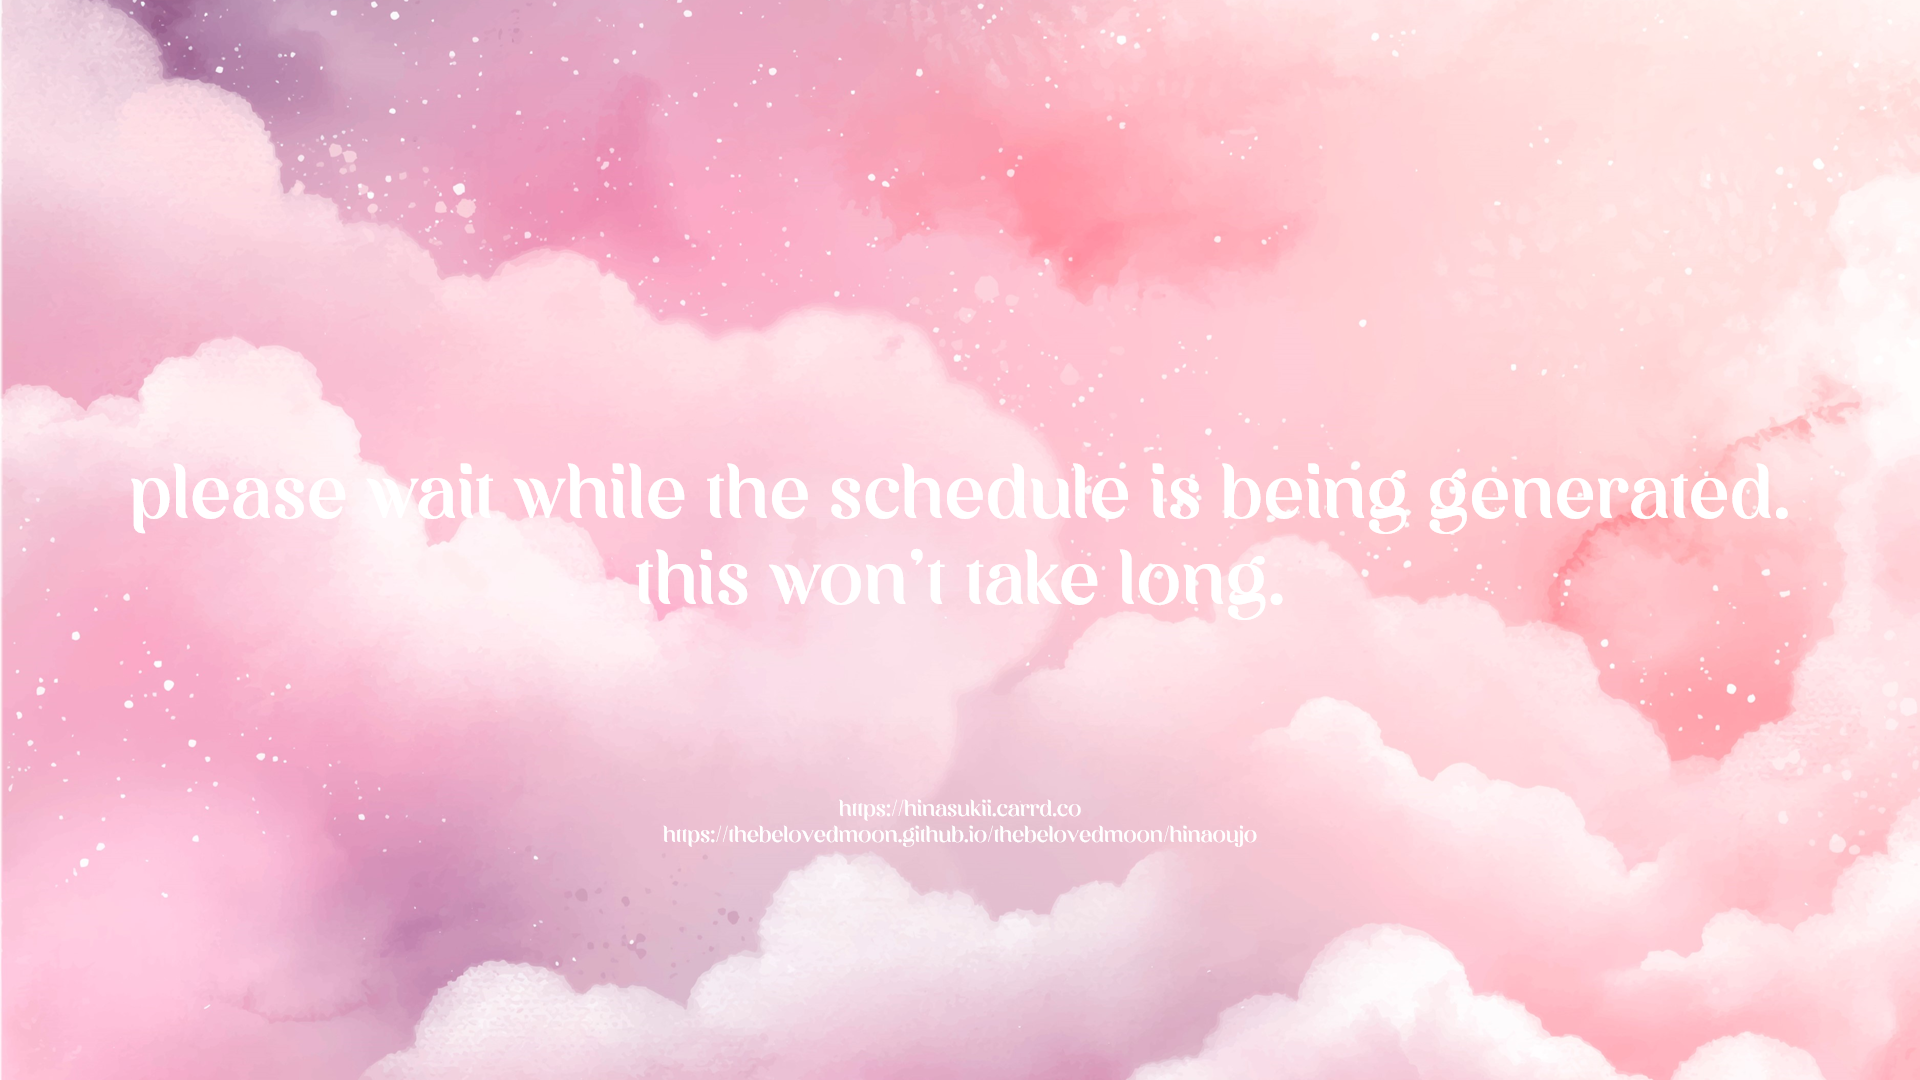 please wait while the schedule is being generated.
this won't take long.
https://hinasukii.carrd.co
https://thebelovedmoon.github.io/thebelovedmoon/hinaoujo